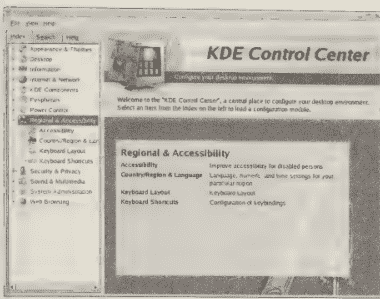 File View Help
Index Search Help
Appearance & Themes
Desktop
Information
Internet & Network
KDE Components
Peripherals
Power Control
Regional & Accessibility
Accessibility
Country/Region & Lan
Keyboard Layout
Keyboard Shortcuts
Security & Privacy
Sound & Multimedia
System Administration
Web Browsing
KDE Control Center
Configure your desktop environment.
Welcome to the "KDE Control Center", a central place to configure your desktop environment.
Select an item from the index on the left to load a configuration module.
Regional & Accessibility
Accessibility Improve accessibility for disabled persons
Country/Region & Language Language, numeric, and time settings for your
particular region
Keyboard Layout Keyboard Layout
Keyboard Shortcuts Configuration of keybindings